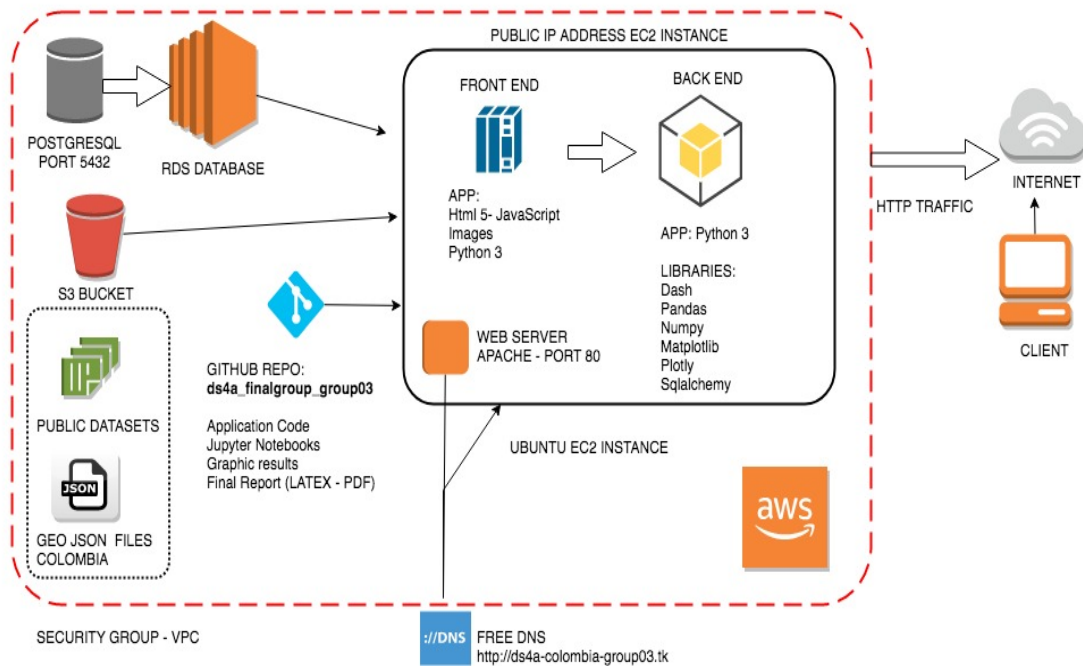 PUBLIC IP ADDRESS EC2 INSTANCE
POSTGRESQL
PORT 5432
RDS DATABASE
S3 BUCKET
PUBLIC DATASETS
JSON
GEO JSON FILES
COLOMBIA
GITHUB REPO:
ds4a_finalgroup_group03
Application Code
Jupyter Notebooks
Graphic results
Final Report (LATEX - PDF)
FRONT END
APP:
Html 5- JavaScript
Images
Python 3
BACK END
APP: Python 3
LIBRARIES:
Dash
Pandas
Numpy
Matplotlib
Plotly
Sqlalchemy
WEB SERVER
APACHE - PORT 80
UBUNTU EC2 INSTANCE
aws
HTTP TRAFFIC
INTERNET
CLIENT
SECURITY GROUP - VPC
://DNS
FREE DNS
http://ds4a-colombia-group03.tk